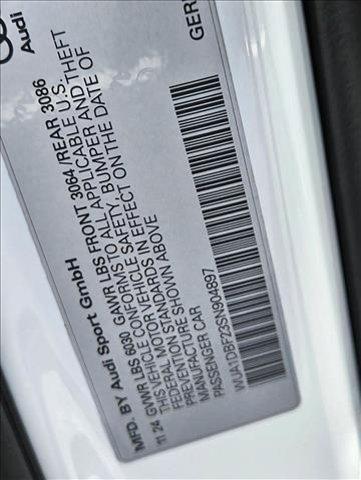 Audi
GER
MFD. BY Audi Sport GmbH
11 24 GVWR LBS 6030 GAWR LBS FRONT 3064 /REAR 3086
THIS VEHICLE CONFORMS TO ALL APPLICABLE U.S.
FEDERAL MOTOR VEHICLE SAFETY, BUMPER AND THEFT
PREVENTION STANDARDS IN EFFECT ON THE DATE OF
MANUFACTURE SHOWN ABOVE
PASSENGER CAR
WUA1DBF23SN904897